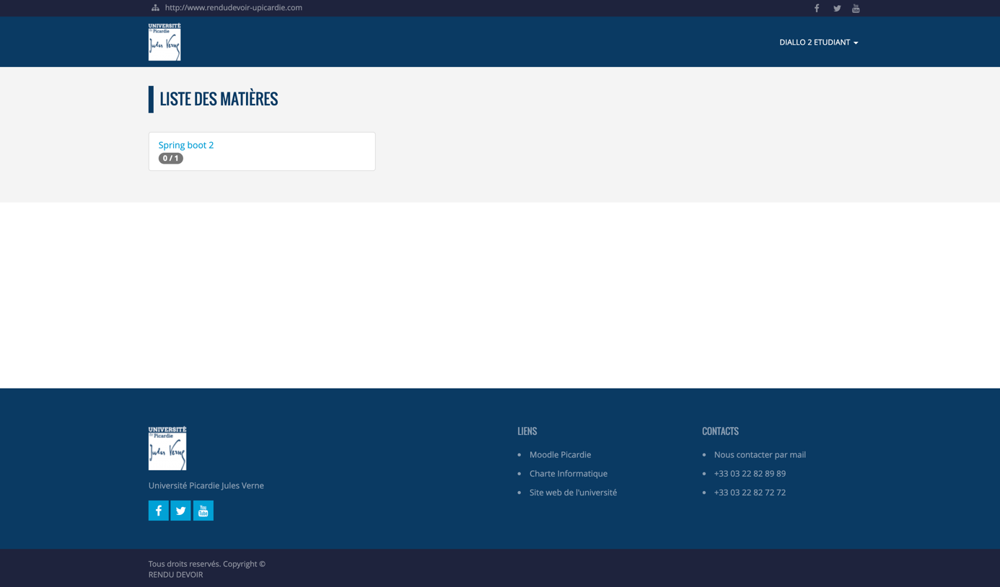 http://www.rendudevoir-upicardie.com
UNIVERSITÉ
de Picardie
Jules Verne
DIALLO 2 ETUDIANT
LISTE DES MATIÈRES
Spring boot 2
0 / 1
UNIVERSITÉ
de Picardie
Jules Verne
Université Picardie Jules Verne
You
Tube
LIENS
Moodle Picardie
Charte Informatique
Site web de l'université
CONTACTS
Nous contacter par mail
+33 03 22 82 89 89
+33 03 22 82 72 72
Tous droits reservés. Copyright ©
RENDU DEVOIR